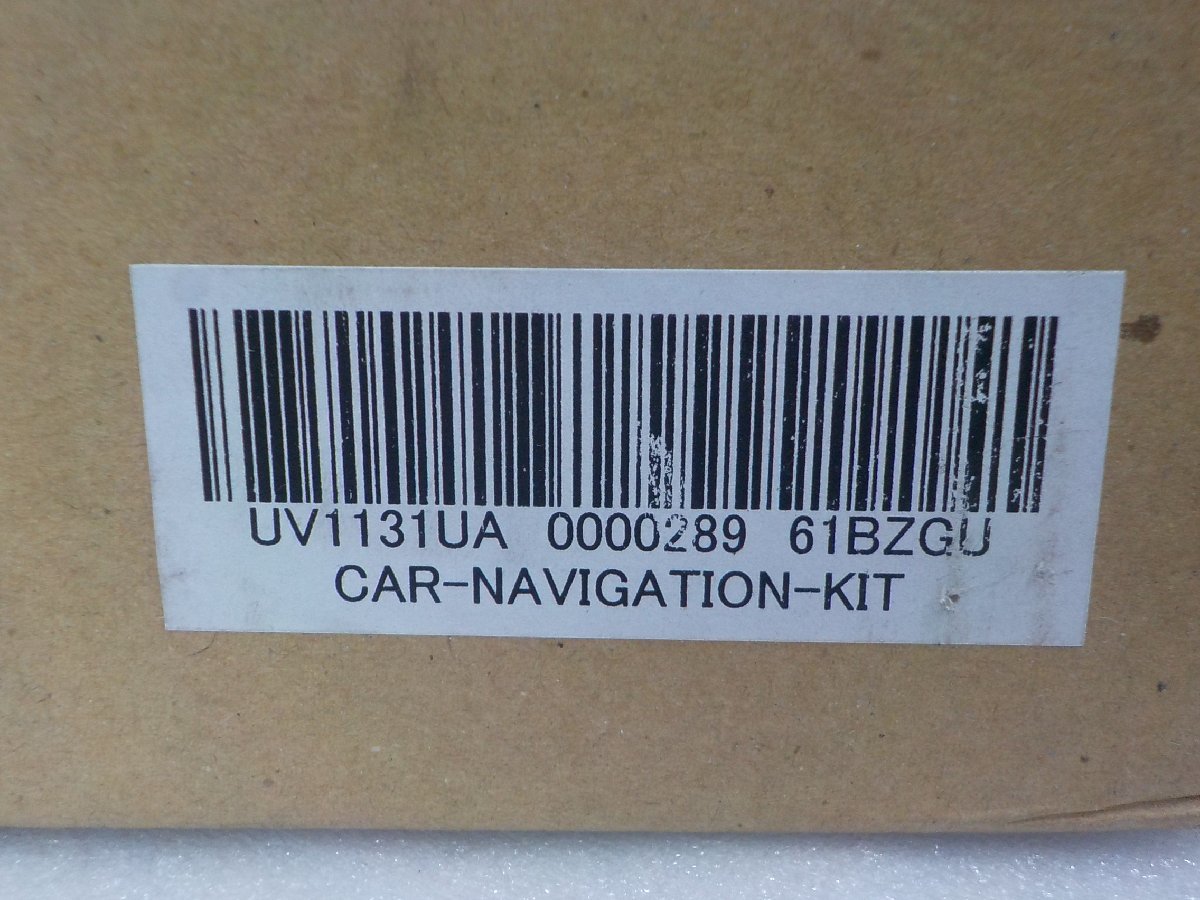 UV1131UA 0000289 61BZGU
CAR-NAVIGATION-KIT